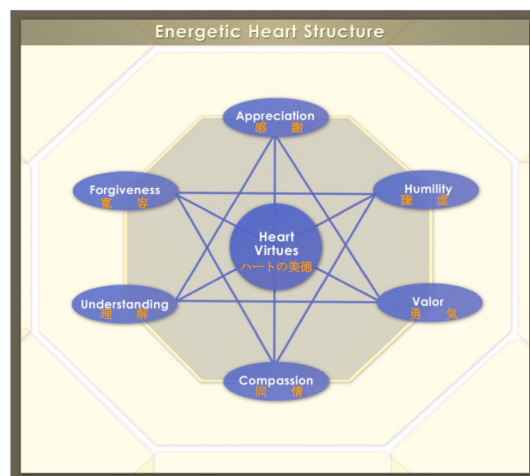 Energetic Heart Structure
Appreciation
感 謝
Forgiveness
寛 容
Humility
謙 虚
Heart
Virtues
ハートの美徳
Understanding
理 解
Valor
勇 気
Compassion
同 情